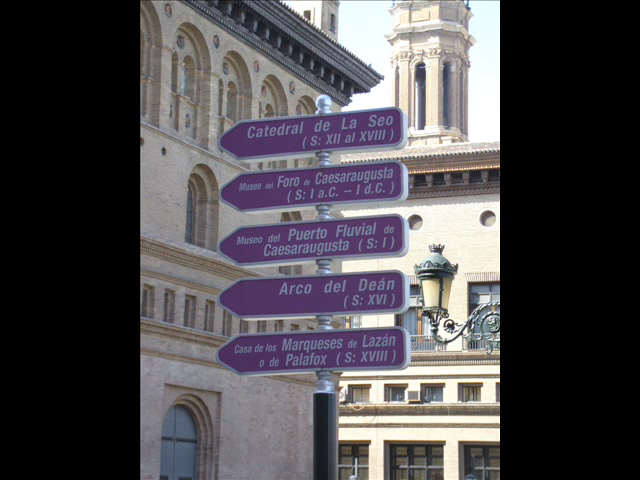 Catedral de La Seo
(S: XII al XVIII)
Museo del Foro de Caesaraugusta
(S: I a.C. – I d.C.)
Museo del Puerto Fluvial de
Caesaraugusta (S: I)
Arco del Deán
(S: XVI)
Casa de los Marqueses de Lazán
o de Palafox (S: XVIII)